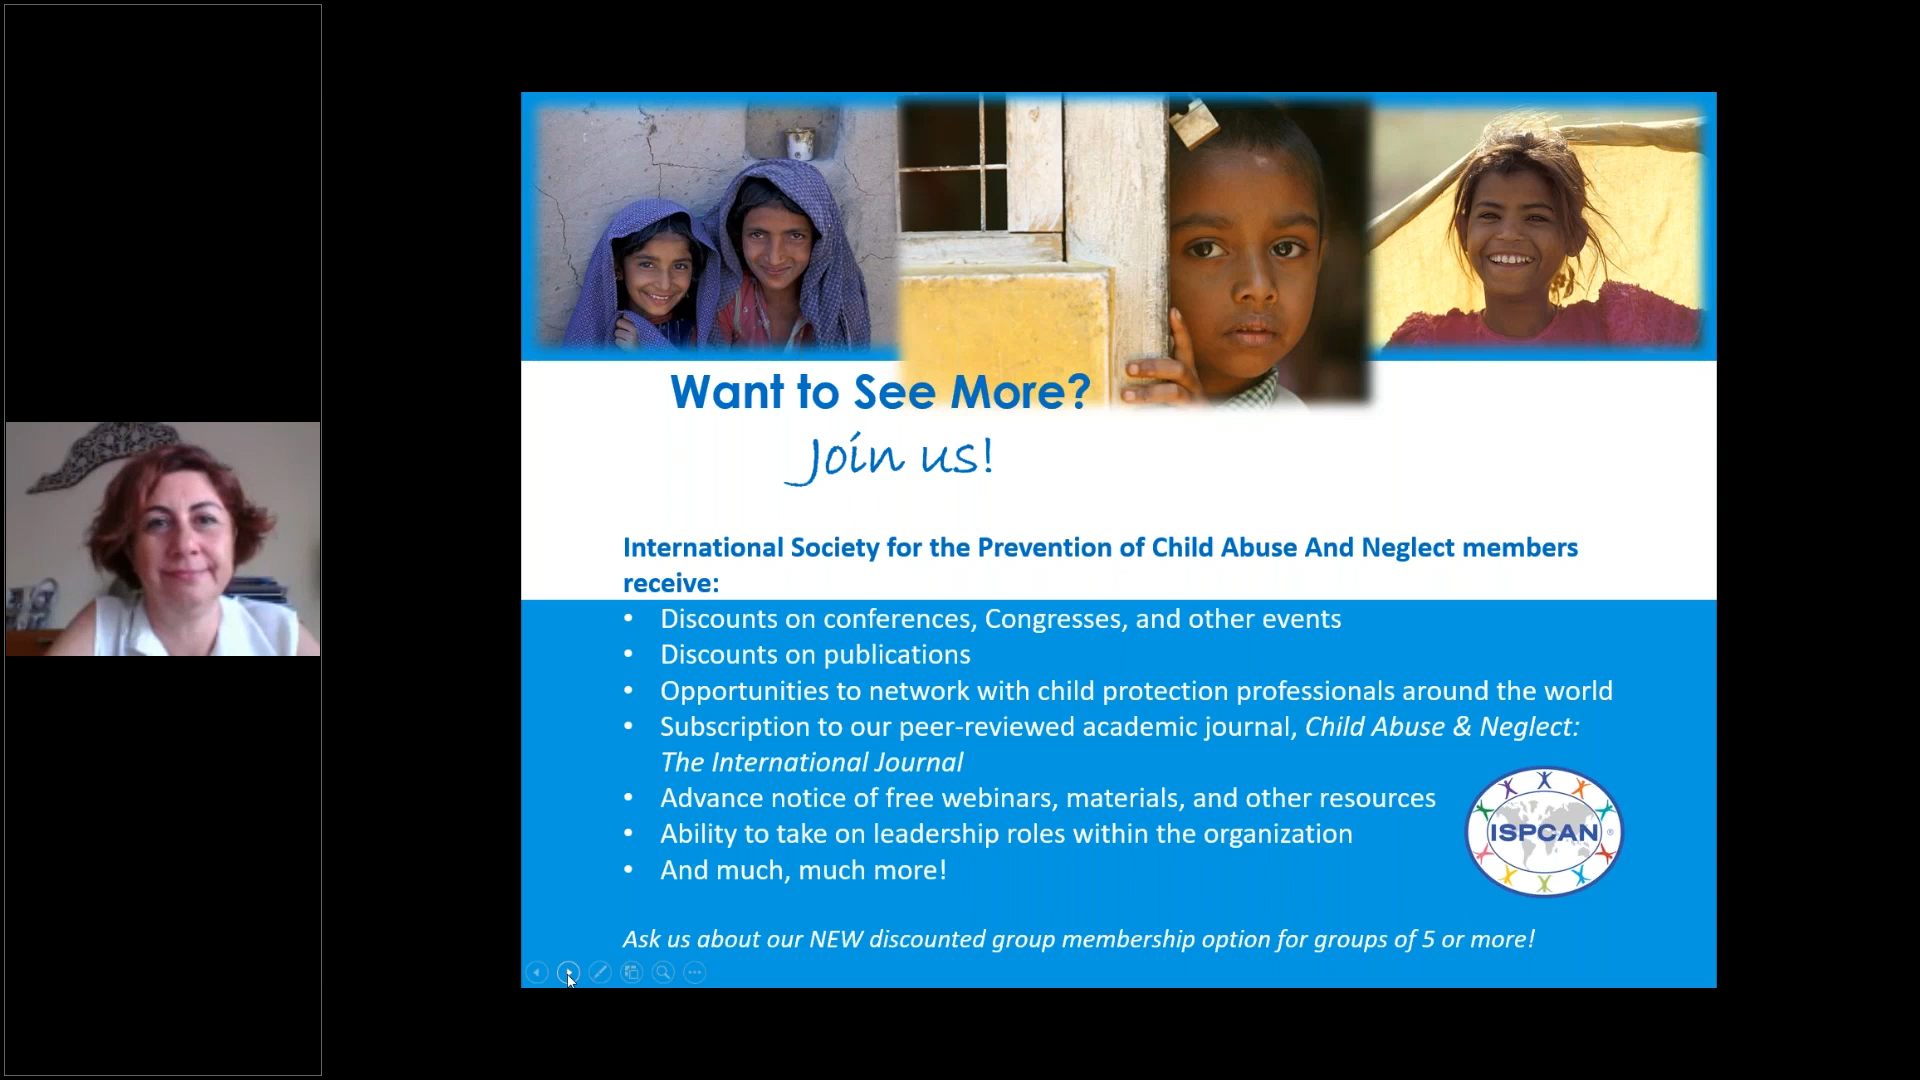 Want to See More?
Join us!
International Society for the Prevention of Child Abuse And Neglect members
receive:
• Discounts on conferences, Congresses, and other events
• Discounts on publications
• Opportunities to network with child protection professionals around the world
• Subscription to our peer-reviewed academic journal, Child Abuse & Neglect:
The International Journal
• Advance notice of free webinars, materials, and other resources
• Ability to take on leadership roles within the organization
• And much, much more!
ISPCAN ®
Ask us about our NEW discounted group membership option for groups of 5 or more!